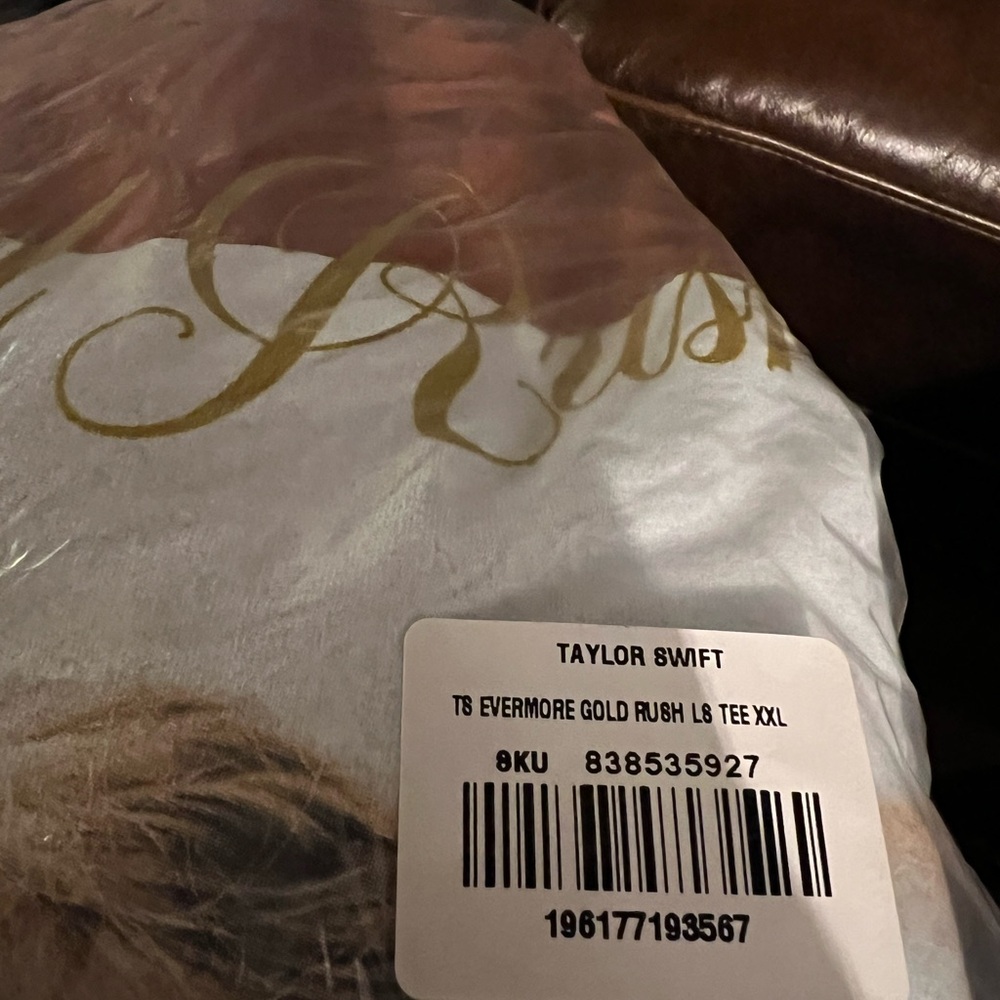 Rush
TAYLOR SWIFT
TS EVERMORE GOLD RUSH LS TEE XXL
SKU 838535927
196177193567